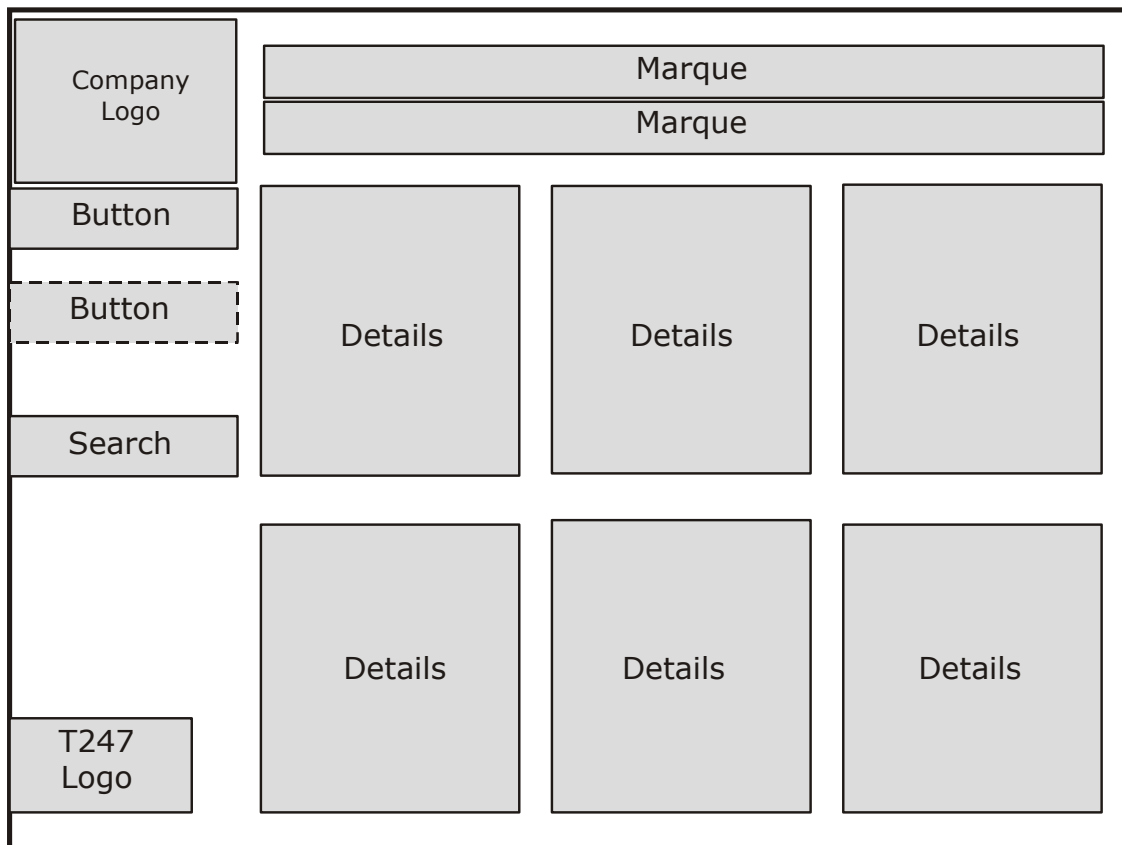 Company
Logo
Marque
Marque
Button
Button
Search
Details
Details
Details
Details
Details
Details
T247
Logo